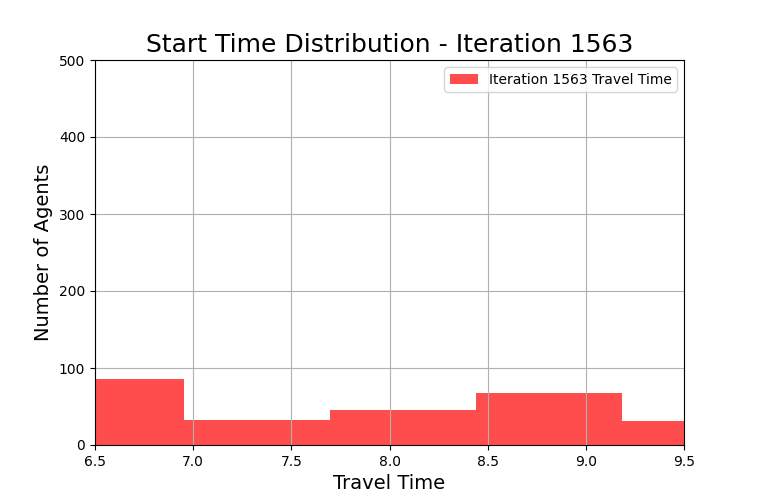 Start Time Distribution - Iteration 1563
Iteration 1563 Travel Time
Number of Agents
500
400
300
200
100
0
6.5 7.0 7.5 8.0 8.5 9.0 9.5
Travel Time